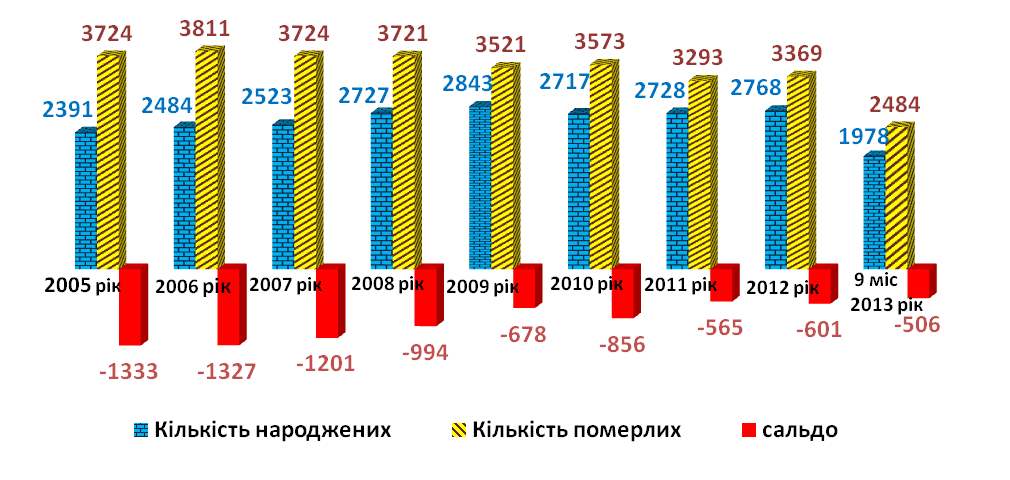 3724 3811 3724 3721 3521 3573 3293 3369 2484
2391 2484 2523 2727 2843 2717 2728 2768 1978
2005 рік 2006 рік 2007 рік 2008 рік 2009 рік 2010 рік 2011 рік 2012 рік 9 міс
2013 рік
-1333 -1327 -1201 -994 -678 -856 -565 -601 -506
Кількість народжених Кількість померлих сальдо